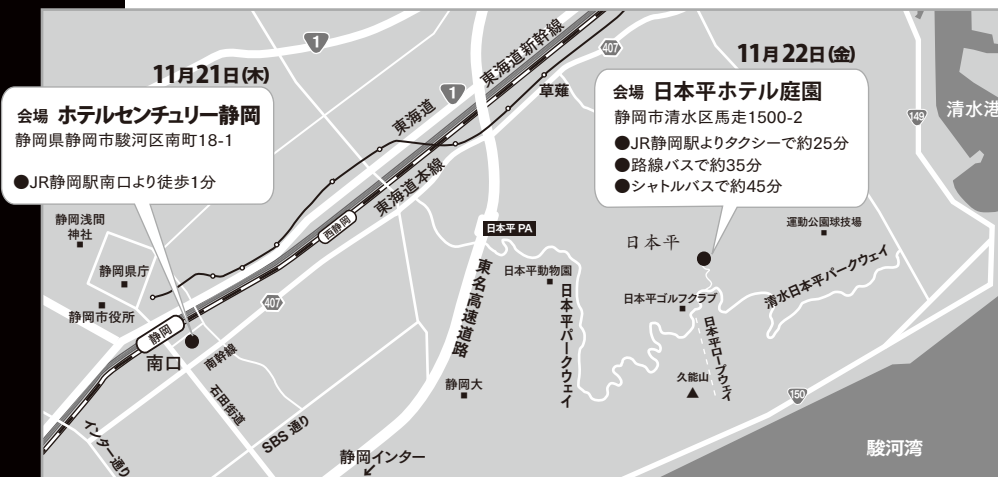 11月21日(木)
会場 ホテルセンチュリー静岡
静岡県静岡市駿河区南町18-1
●JR静岡駅南口より徒歩1分
11月22日(金)
会場 日本平ホテル庭園
静岡市清水区馬走1500-2
●JR静岡駅よりタクシーで約25分
●路線バスで約35分
●シャトルバスで約45分
1
東海道新幹線
407
草薙
1
東海道
東海道本線
149
清水港
静岡浅間
神社
西静岡
日本平 PA
運動公園球技場
日本平
静岡県庁
東名高速道路
日本平動物園
日本平パークウェイ
清水日本平パークウェイ
静岡市役所
407
日本平ゴルフクラブ
日本平ロープウェイ
静岡
南口
南幹線
石田街道
静岡大
久能山
150
インター通り
SBS 通り
静岡インター
駿河湾